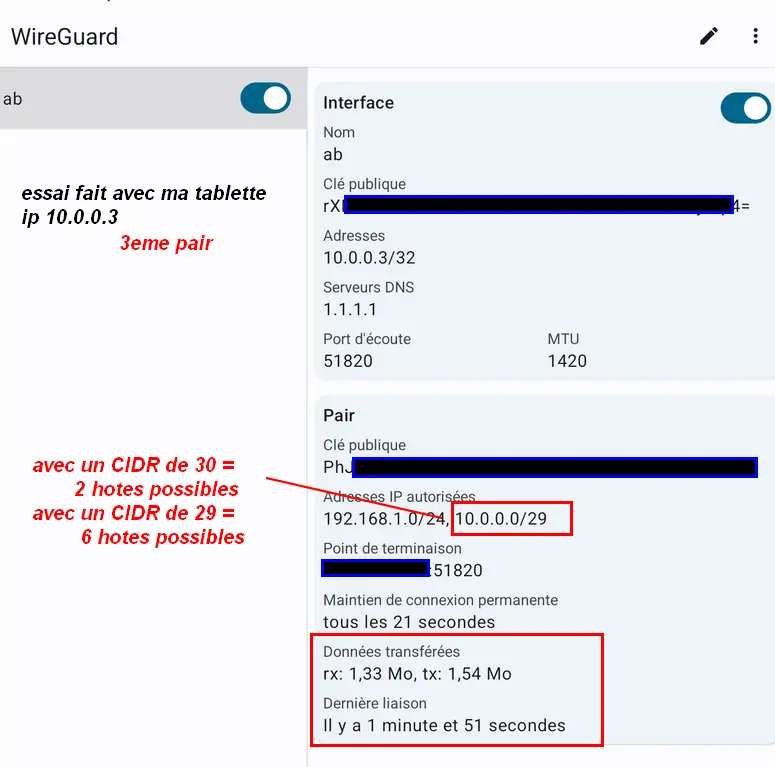 WireGuard
ab
essai fait avec ma tablette
ip 10.0.0.3
3eme pair
Interface
Nom
ab
Clé publique
rX 4=
Adresses
10.0.0.3/32
Serveurs DNS
1.1.1.1
Port d'écoute MTU
51820 1420
avec un CIDR de 30 =
2 hotes possibles
avec un CIDR de 29 =
6 hotes possibles
Pair
Clé publique
PhJ
Adresses IP autorisées
192.168.1.0/24, 10.0.0.0/29
Point de terminaison
:51820
Maintien de connexion permanente
tous les 21 secondes
Données transférées
rx: 1,33 Mo, tx: 1,54 Mo
Dernière liaison
Il y a 1 minute et 51 secondes